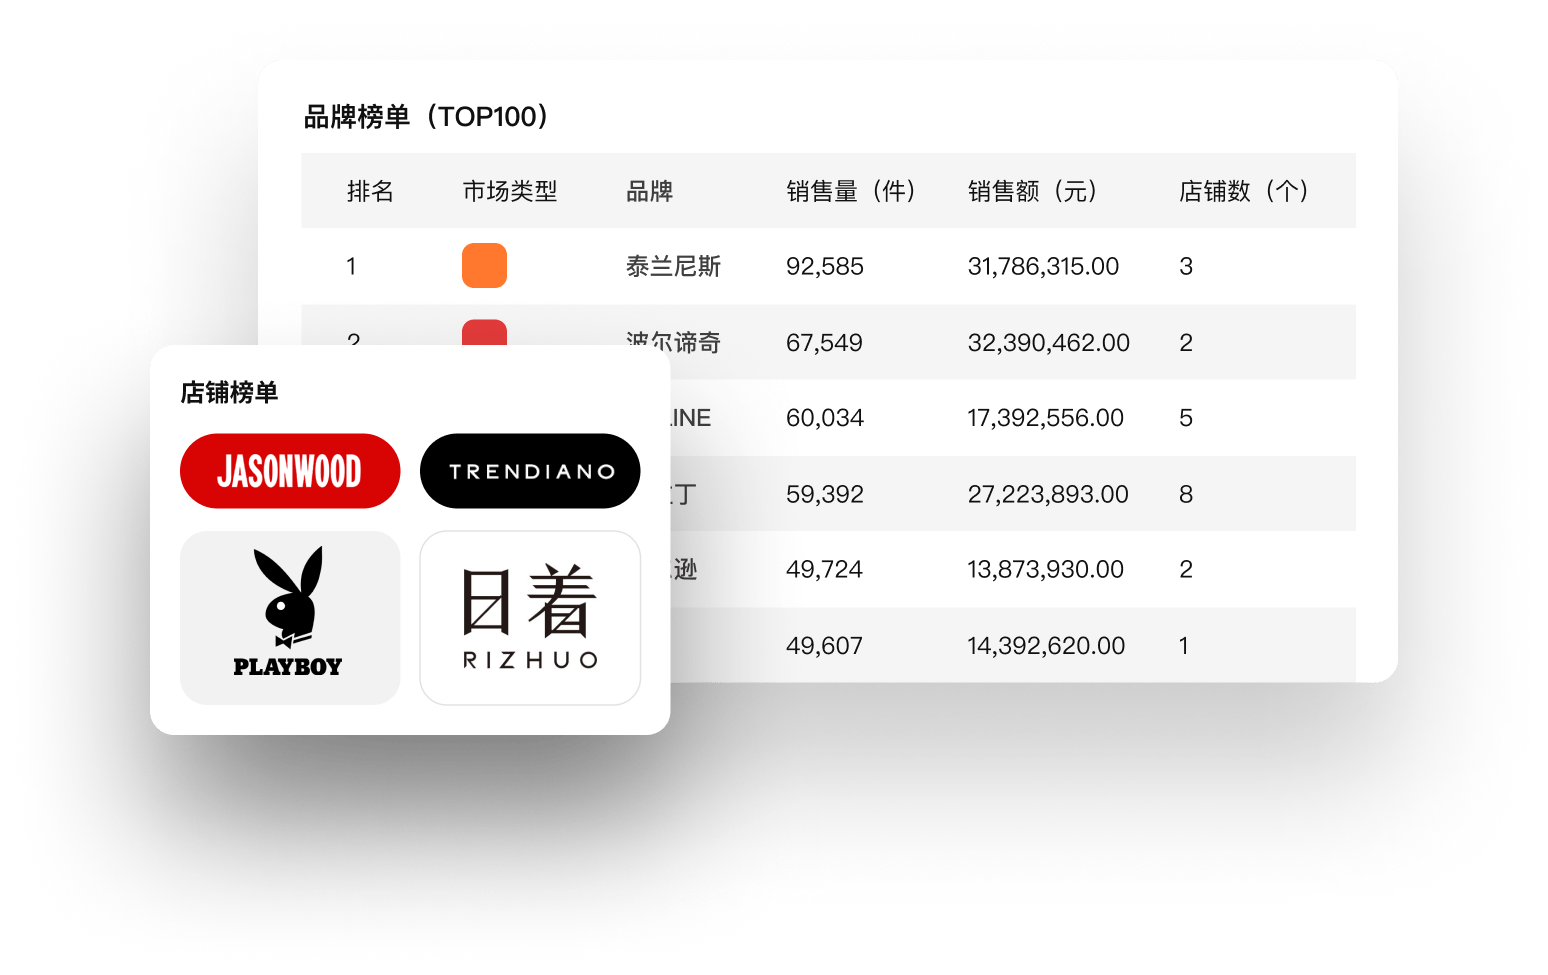 品牌榜单（TOP100）
排名 市场类型 品牌 销售量（件） 销售额（元） 店铺数（个）
1 泰兰尼斯 92,585 31,786,315.00 3
2 波尔谛奇 67,549 32,390,462.00 2
INE 60,034 17,392,556.00 5
丁 59,392 27,223,893.00 8
逊 49,724 13,873,930.00 2
49,607 14,392,620.00 1
店铺榜单
JASONWOOD
TRENDIANO
PLAYBOY
日着
RIZHUO